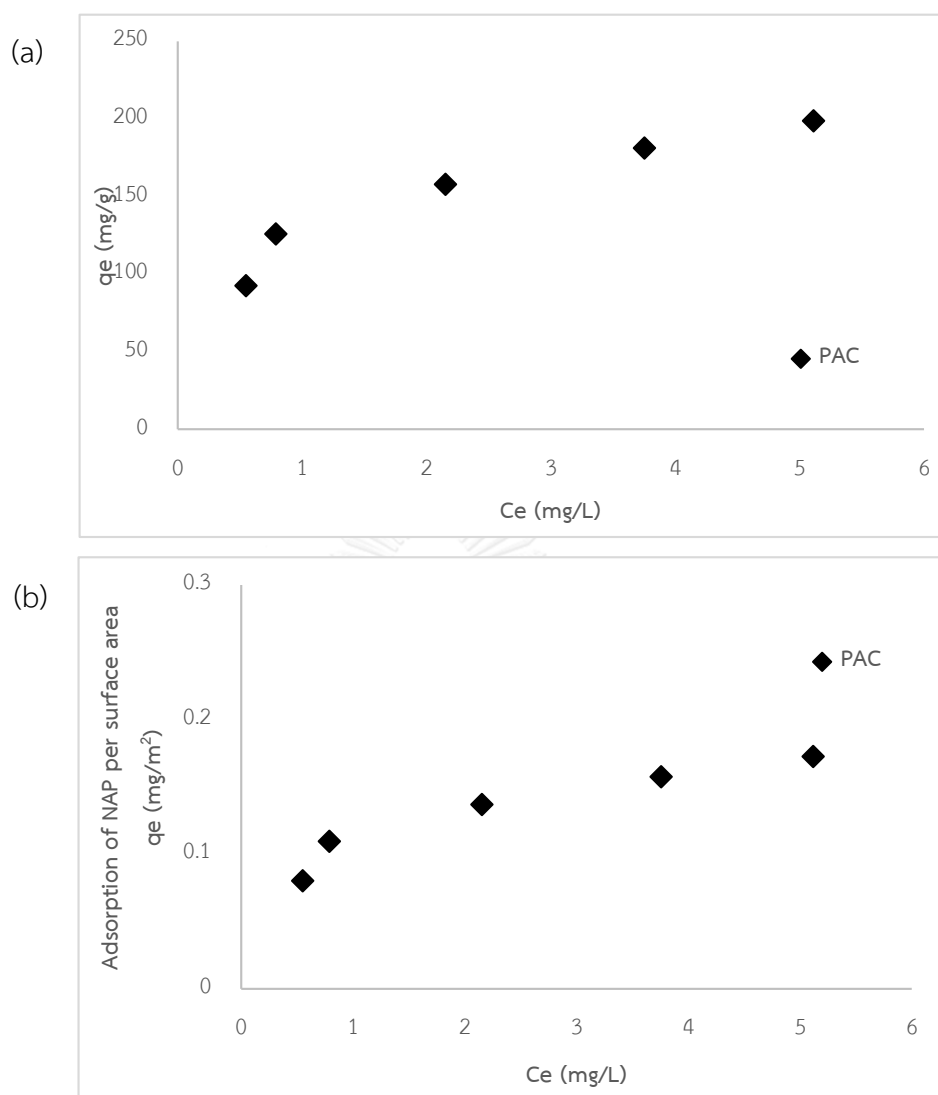 (a)
250
200
150
100
50
0
qe (mg/g)
PAC
0 1 2 3 4 5 6
Ce (mg/L)
(b)
0.3
0.2
0.1
0
Adsorption of NAP per surface area
qe (mg/m²)
PAC
0 1 2 3 4 5 6
Ce (mg/L)